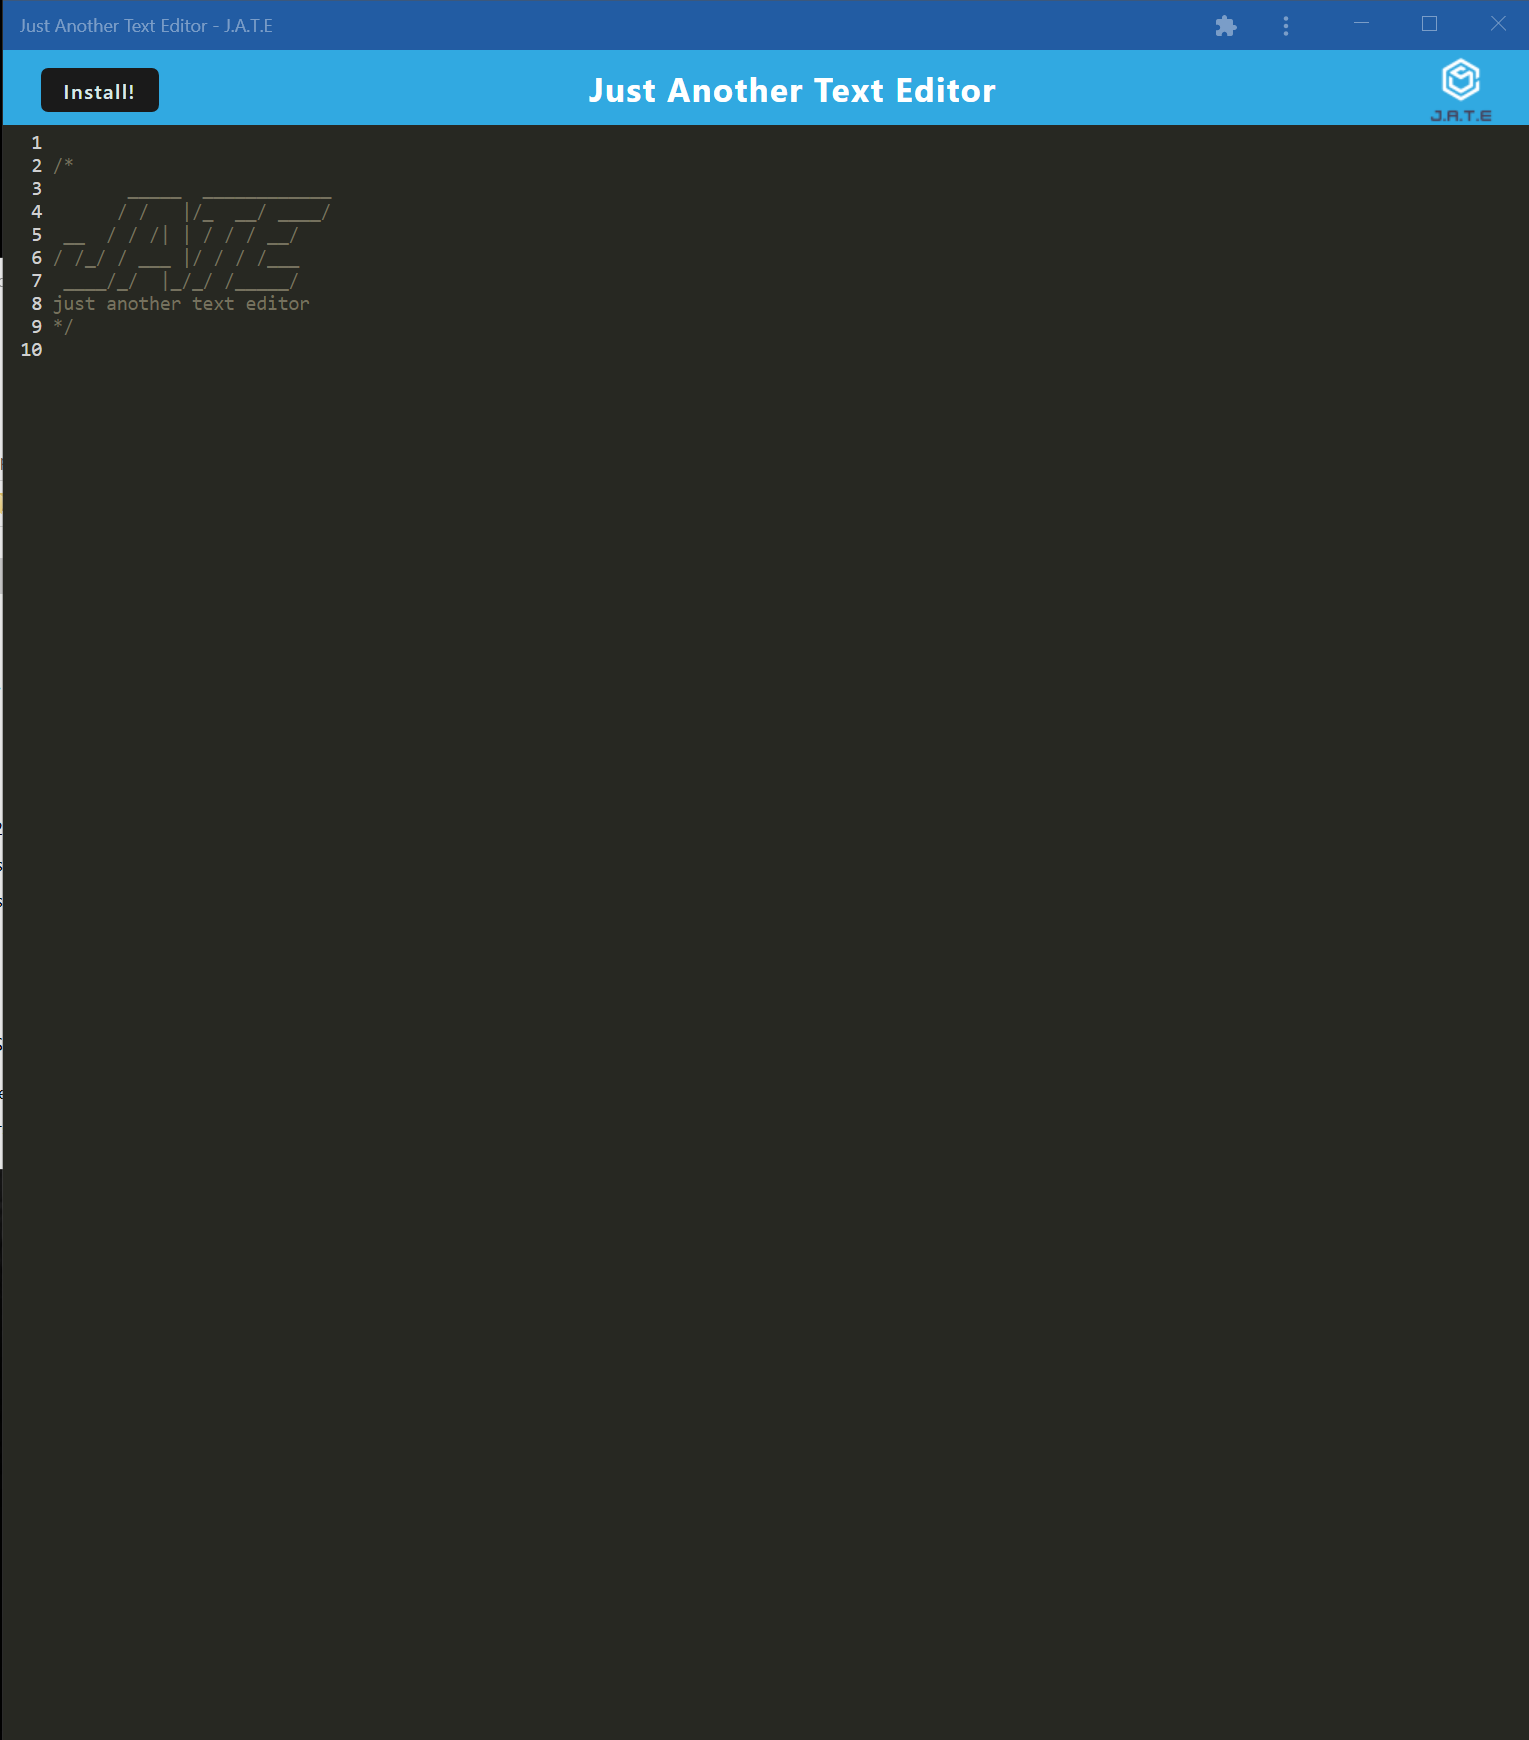 Just Another Text Editor - J.A.T.E
Install!
Just Another Text Editor
J.A.T.E
1
2 /*
3        _____  ____________
4       / /   |/_  __/ ____/
5  __  / / /| | / / / __/
6 / /_/ / ___ |/ / / /___
7  ____/_/  |_/_/ /_____/
8 just another text editor
9 */
10